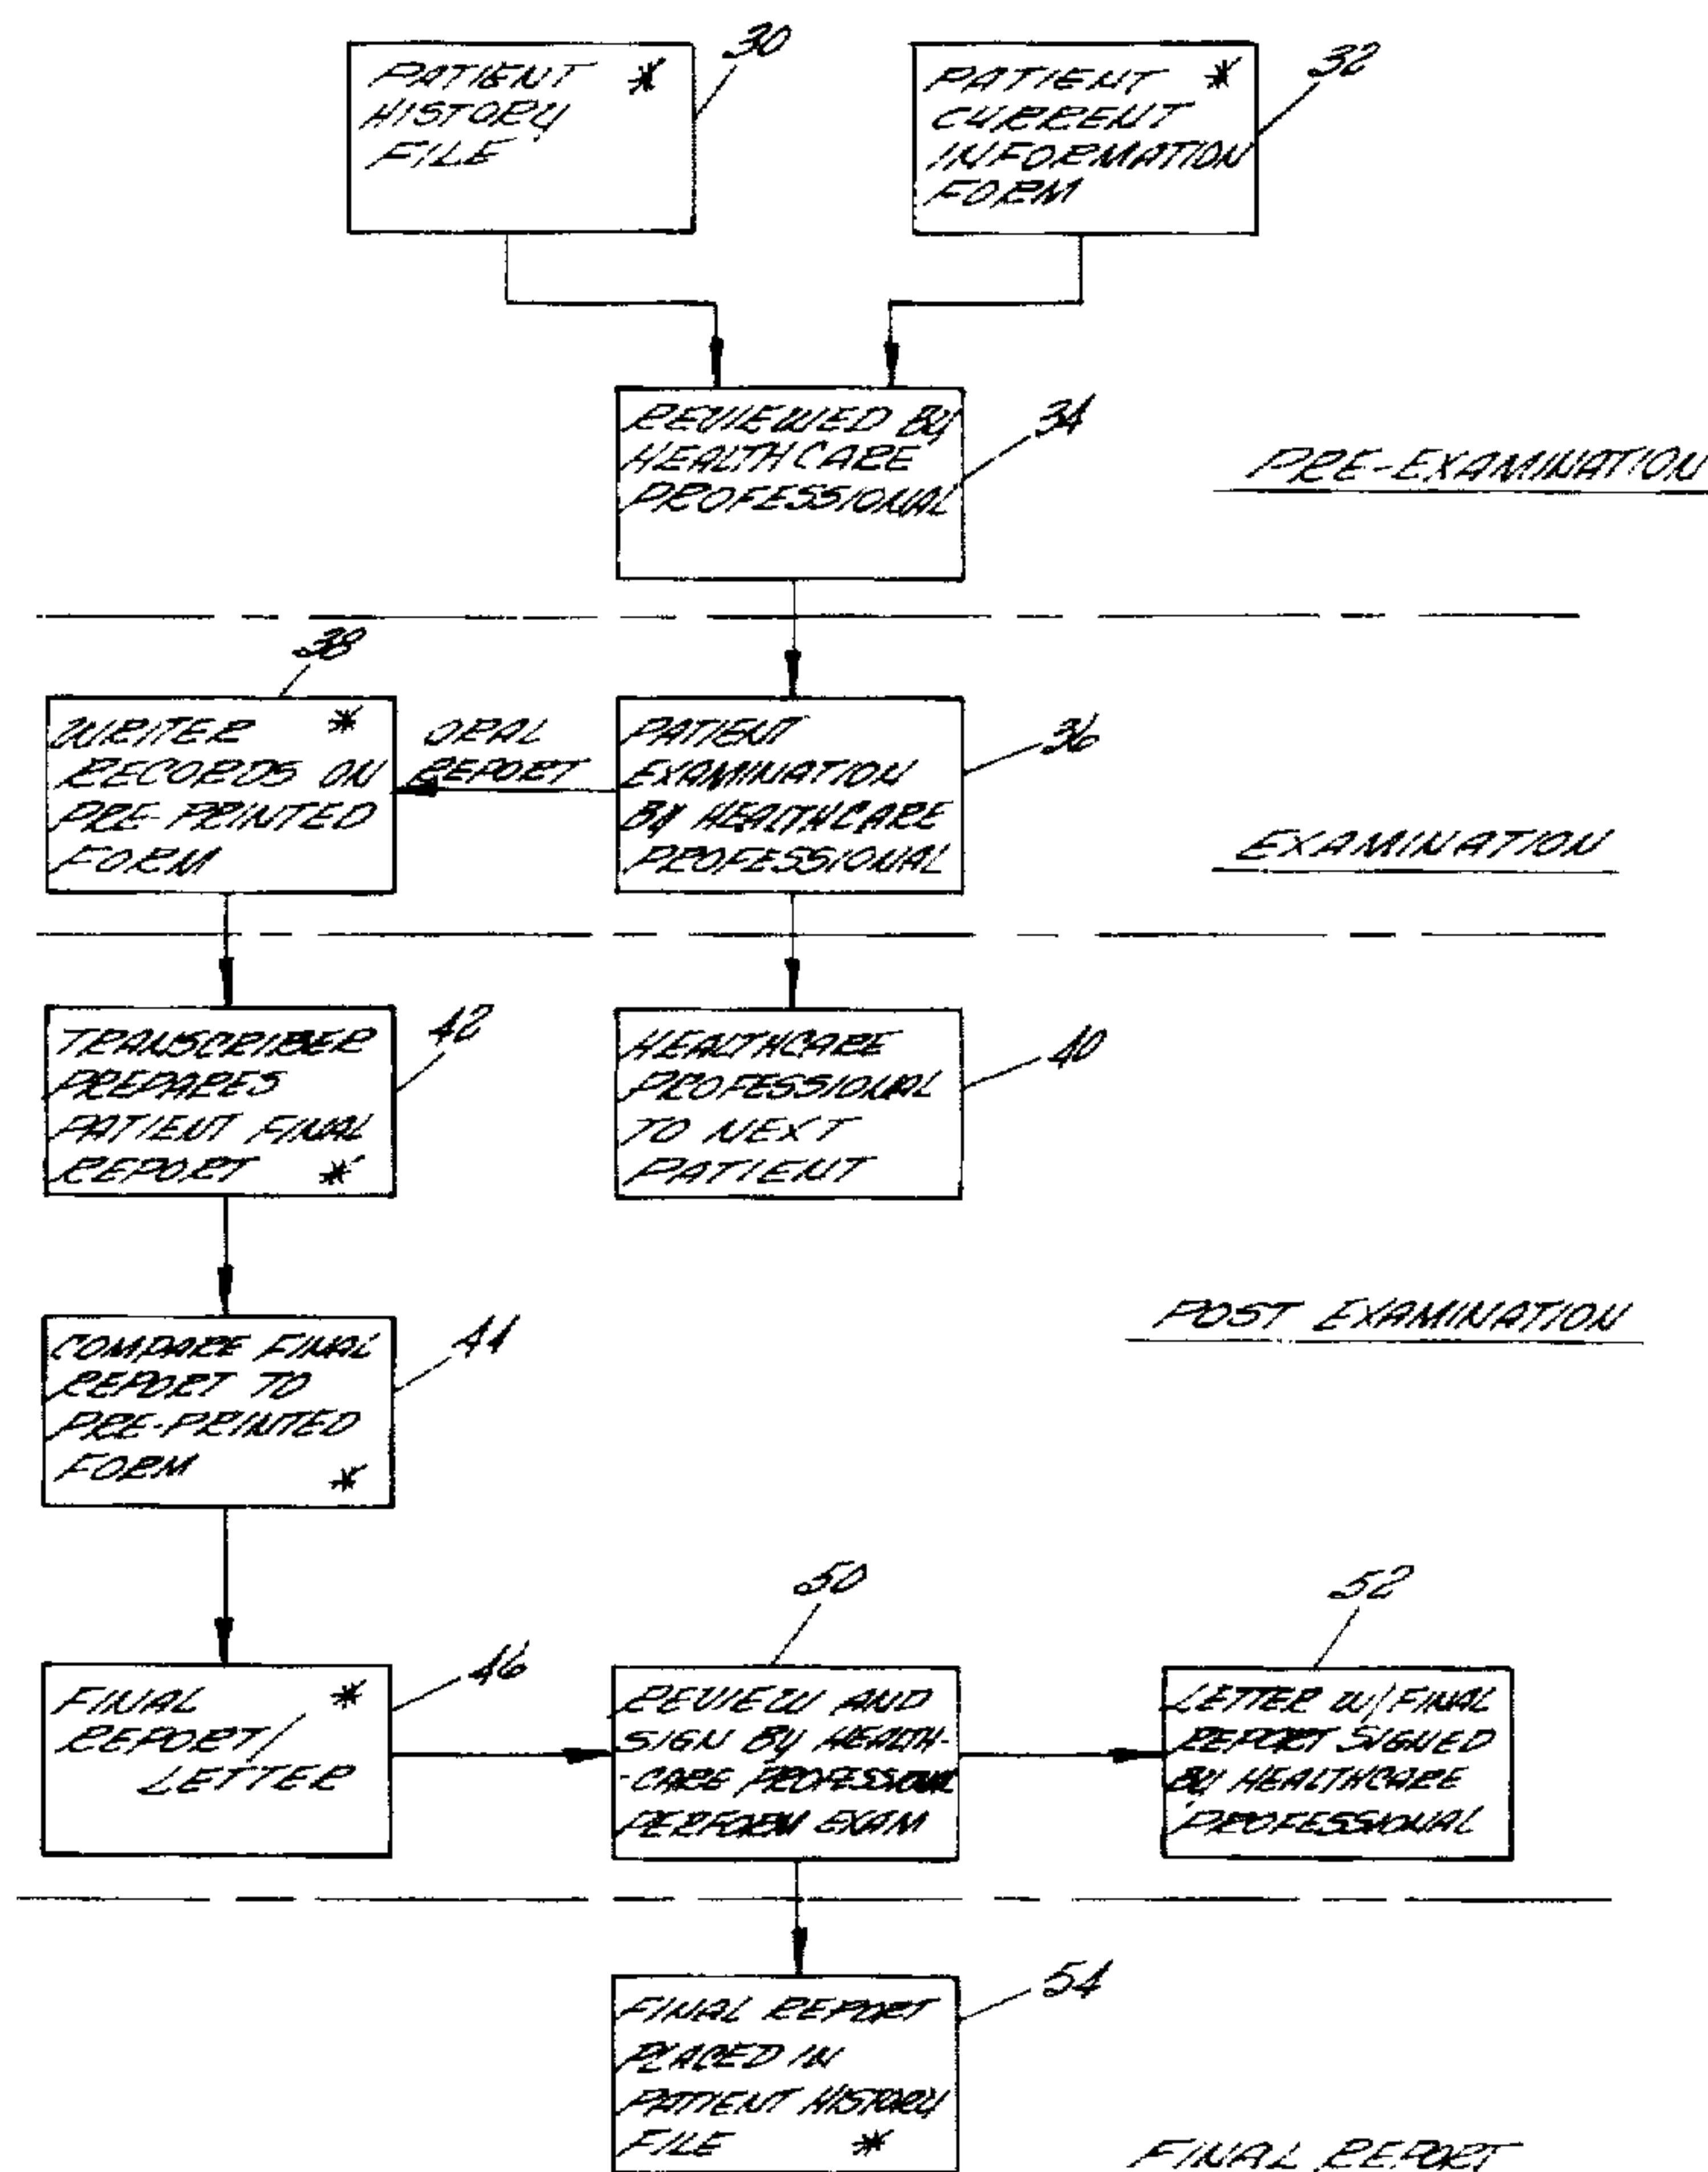 30
PATIENT *
HISTORY
FILE
32
PATIENT *
CURRENT
INFORMATION
FORM
34
REVIEWED BY
HEALTHCARE
PROFESSIONAL
PRE-EXAMINATION
38
WRITER *
RECORDS ON
PRE-PRINTED
FORM
ORAL
REPORT
36
PATIENT
EXAMINATION
BY HEALTHCARE
PROFESSIONAL
EXAMINATION
42
TRANSCRIBER
PREPARES
PATIENT FINAL
REPORT *
40
HEALTHCARE
PROFESSIONAL
TO NEXT
PATIENT
44
COMPARE FINAL
REPORT TO
PRE-PRINTED
FORM *
POST EXAMINATION
46
FINAL *
REPORT/
LETTER
50
REVIEW AND
SIGN BY HEALTH-
-CARE PROFESSIONAL
PERFORM EXAM
52
LETTER W/FINAL
REPORT SIGNED
BY HEALTHCARE
PROFESSIONAL
54
FINAL REPORT
PLACED IN
PATIENT HISTORY
FILE *
FINAL REPORT